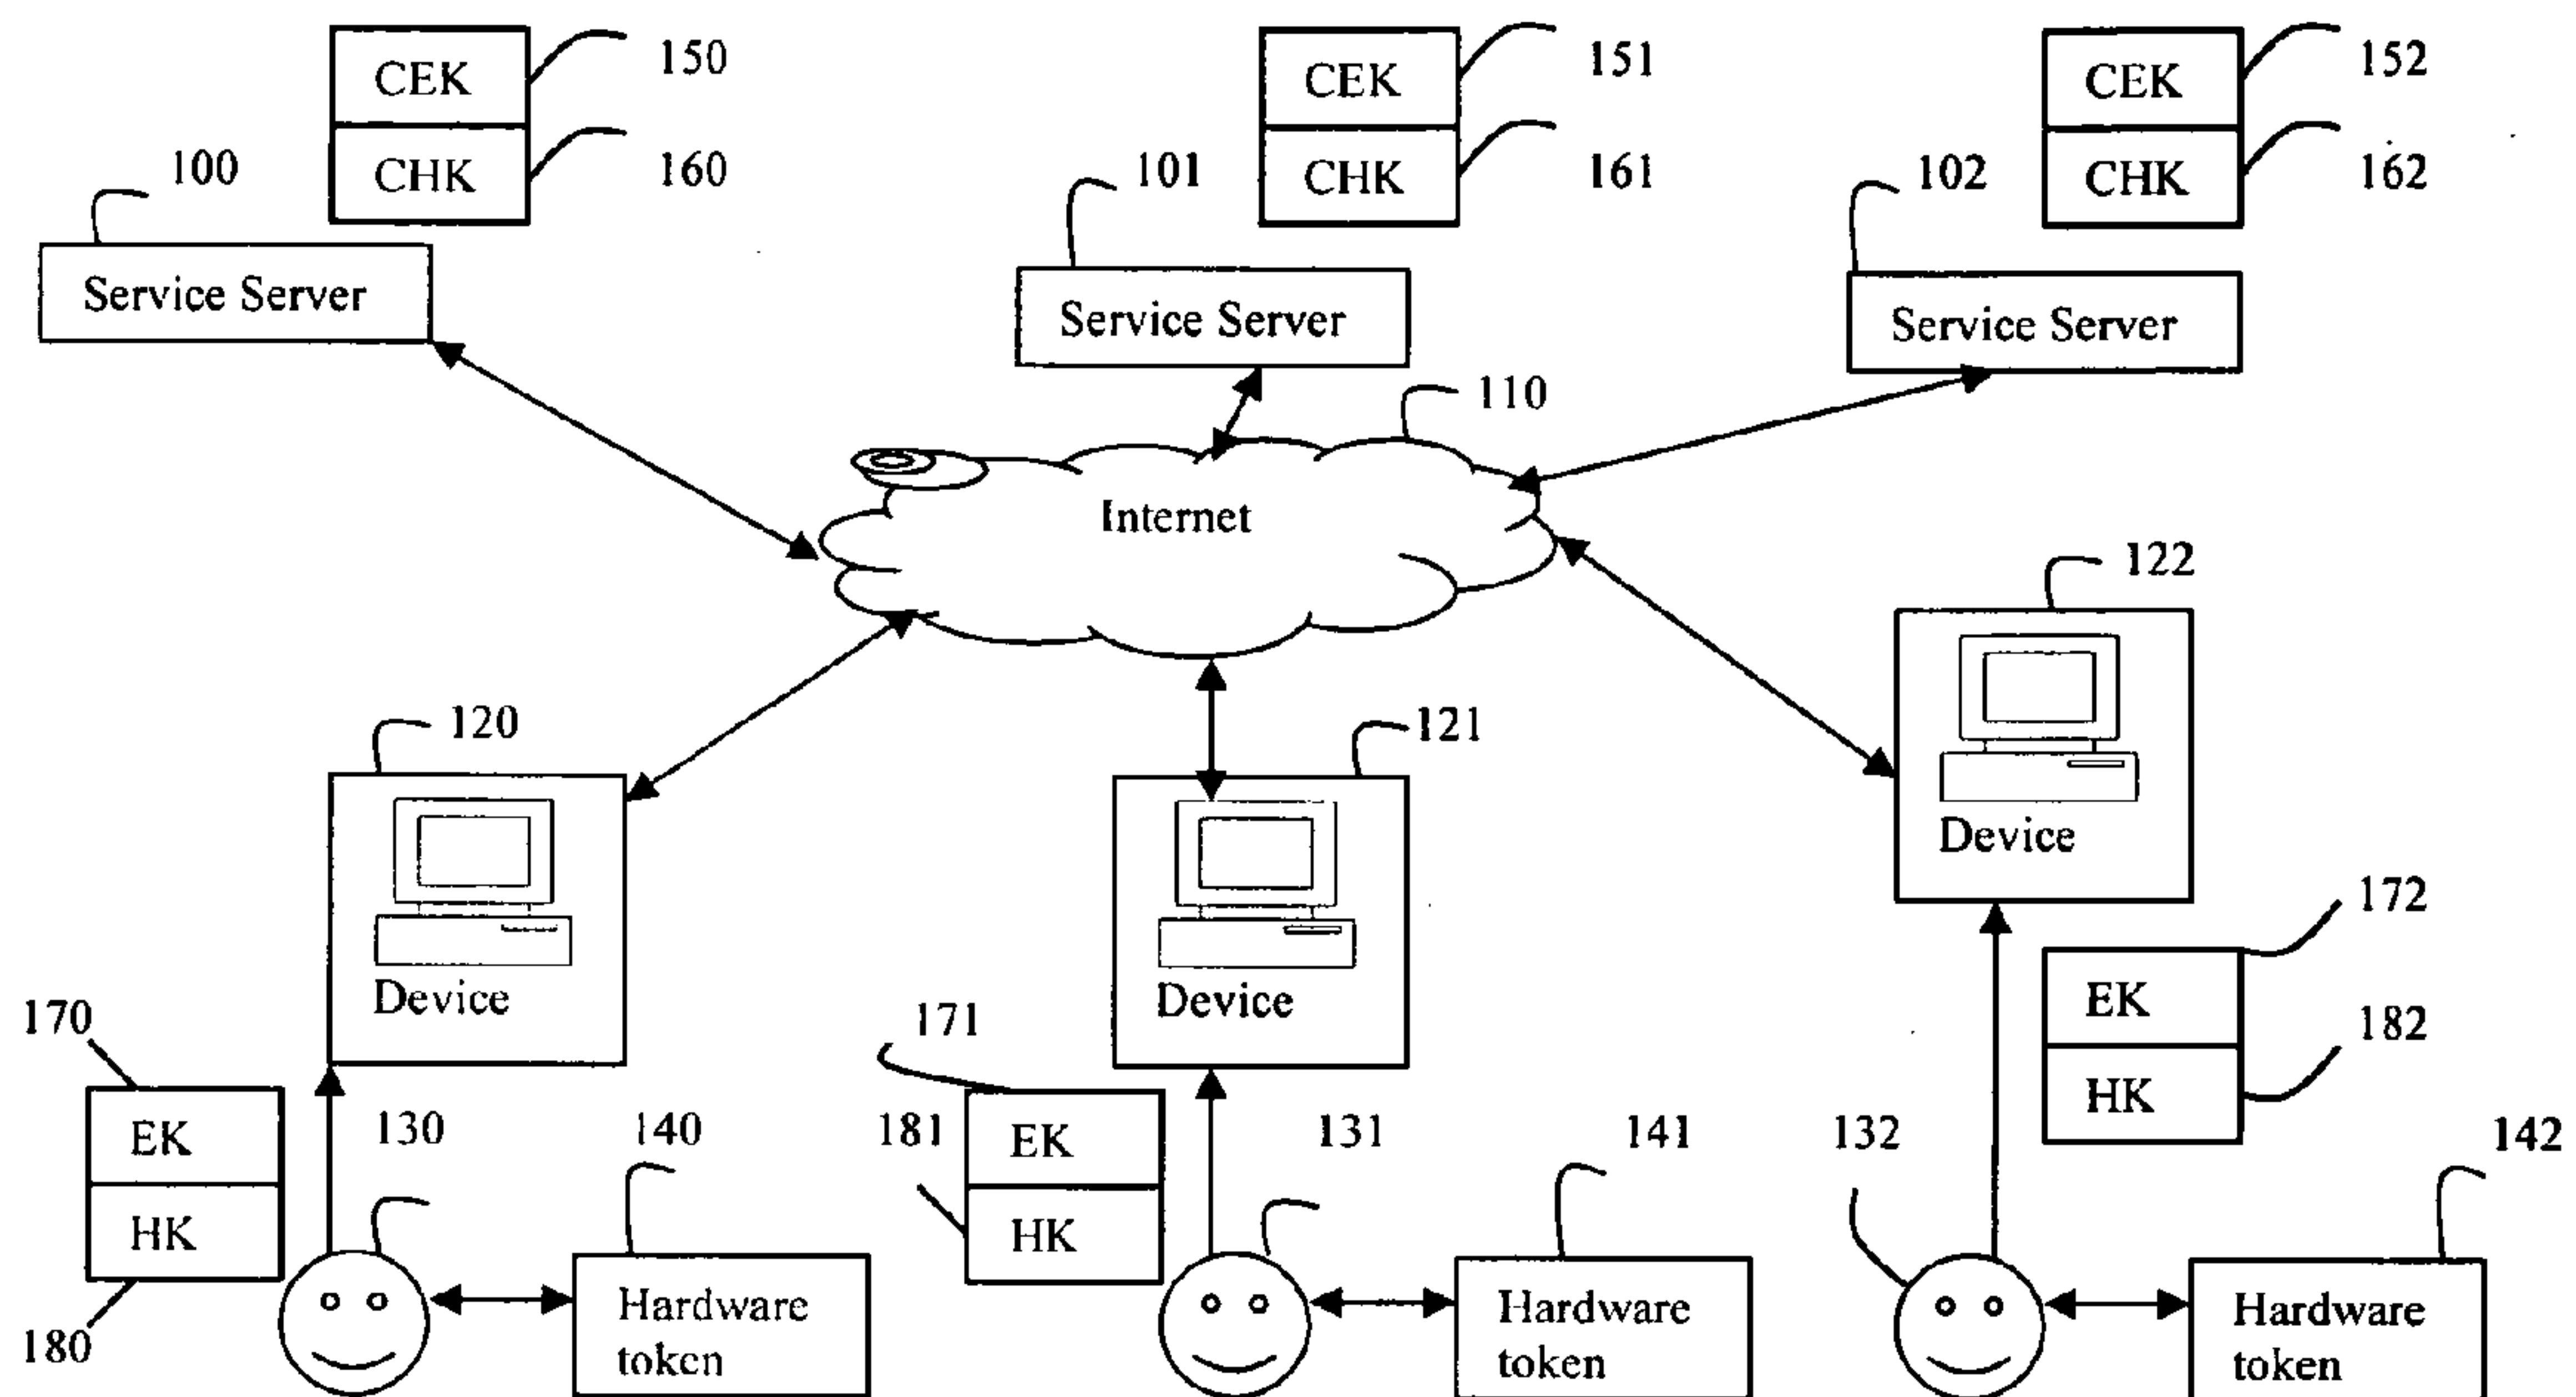 CEK
150
CHK
160
100
Service Server
CEK
151
CHK
161
101
Service Server
CEK
152
CHK
162
102
Service Server
110
Internet
120
Device
121
Device
122
Device
170
EK
HK
180
130
140
Hardware
token
171
181
EK
HK
131
141
Hardware
token
172
EK
182
HK
132
142
Hardware
token